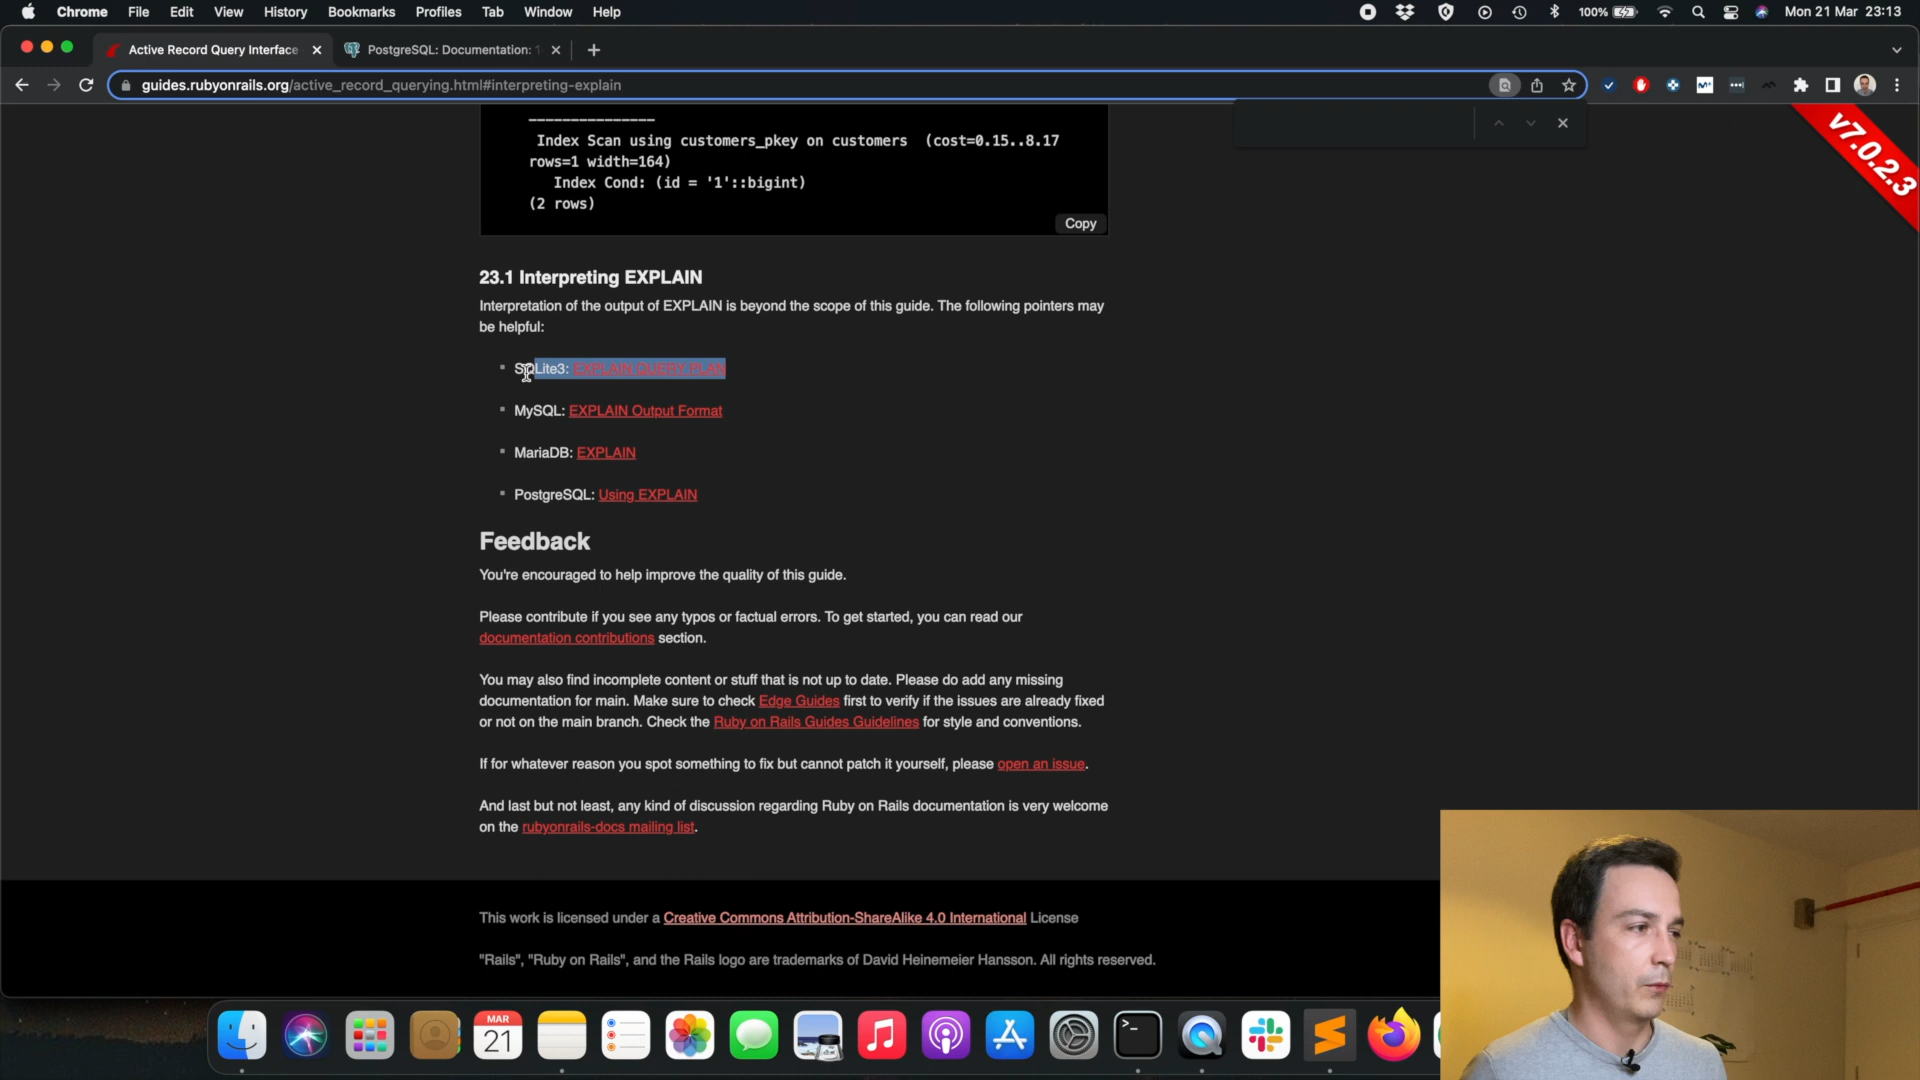 Chrome File Edit View History Bookmarks Profiles Tab Window Help 100% Mon 21 Mar 23:13
Active Record Query Interface PostgreSQL: Documentation: 1
guides.rubyonrails.org/active_record_querying.html#interpreting-explain
v7.0.2.3
Index Scan using customers_pkey on customers (cost=0.15..8.17
rows=1 width=164)
Index Cond: (id = '1'::bigint)
(2 rows)
Copy
23.1 Interpreting EXPLAIN
Interpretation of the output of EXPLAIN is beyond the scope of this guide. The following pointers may
be helpful:
SQLite3: EXPLAIN QUERY PLAN
MySQL: EXPLAIN Output Format
MariaDB: EXPLAIN
PostgreSQL: Using EXPLAIN
Feedback
You're encouraged to help improve the quality of this guide.
Please contribute if you see any typos or factual errors. To get started, you can read our
documentation contributions section.
You may also find incomplete content or stuff that is not up to date. Please do add any missing
documentation for main. Make sure to check Edge Guides first to verify if the issues are already fixed
or not on the main branch. Check the Ruby on Rails Guides Guidelines for style and conventions.
If for whatever reason you spot something to fix but cannot patch it yourself, please open an issue.
And last but not least, any kind of discussion regarding Ruby on Rails documentation is very welcome
on the rubyonrails-docs mailing list.
This work is licensed under a Creative Commons Attribution-ShareAlike 4.0 International License
"Rails", "Ruby on Rails", and the Rails logo are trademarks of David Heinemeier Hansson. All rights reserved.
MAR
21